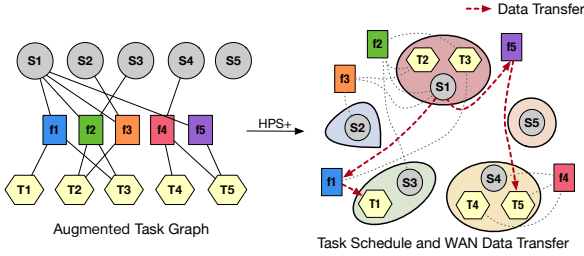 Data Transfer
S1 S2 S3 S4 S5
f1 f2 f3 f4 f5
T1 T2 T3 T4 T5
Augmented Task Graph
HPS+
f2
f5
T2 T3
f3
S1
S2
S5
f1
S3
T1
S4
f4
T4 T5
Task Schedule and WAN Data Transfer